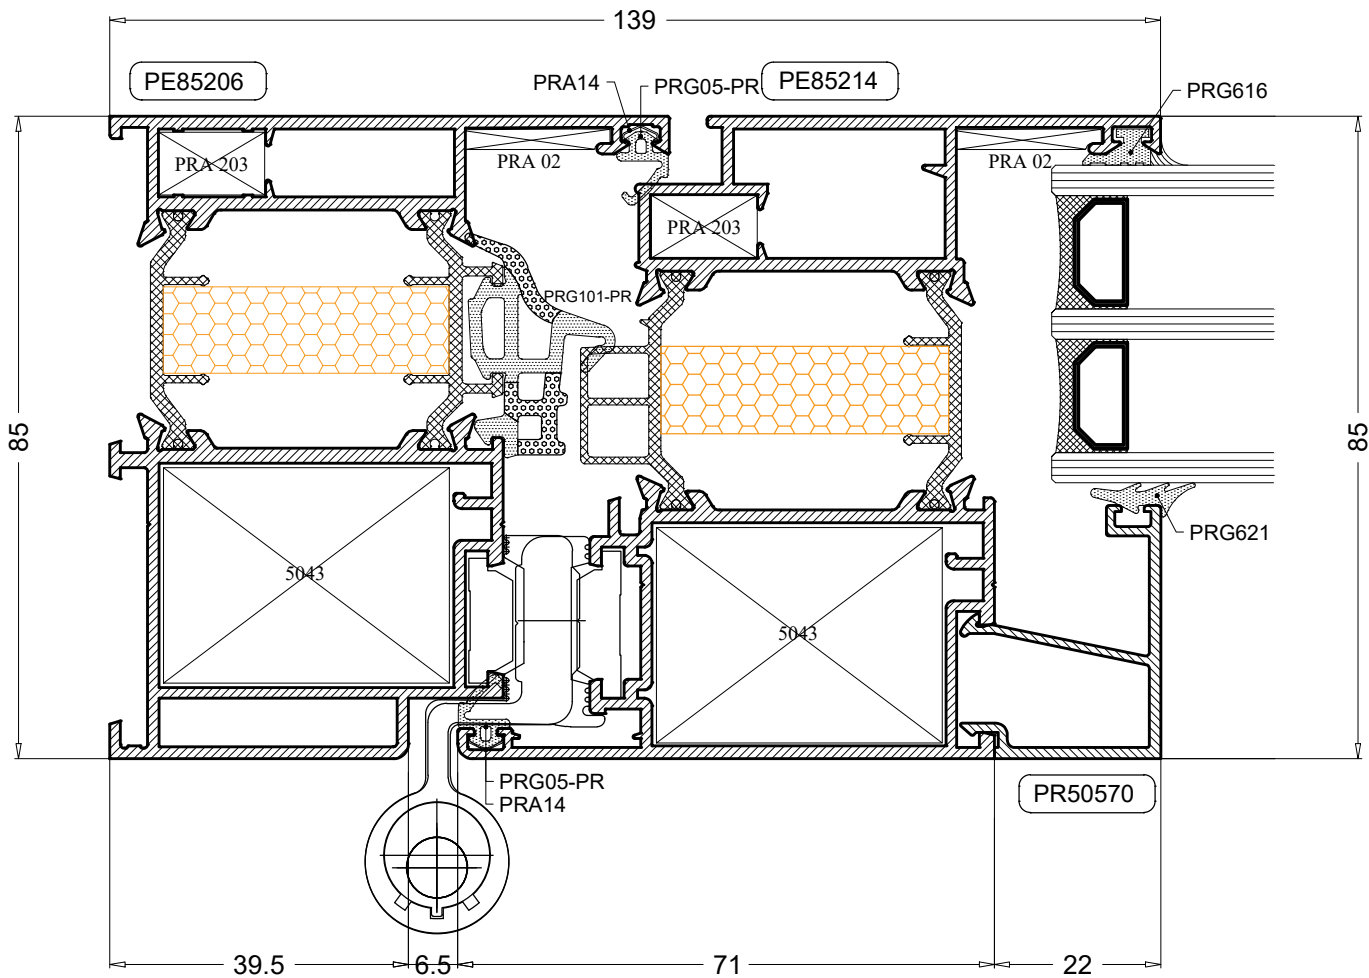 139
PE85206
PRA14
PRG05-PR
PE85214
PRG616
PRA 203
PRA 02
PRA 02
PRA 203
PRG101-PR
85
85
PRG621
5043
5043
PRG05-PR
PRA14
PR50570
39.5
6.5
71
22